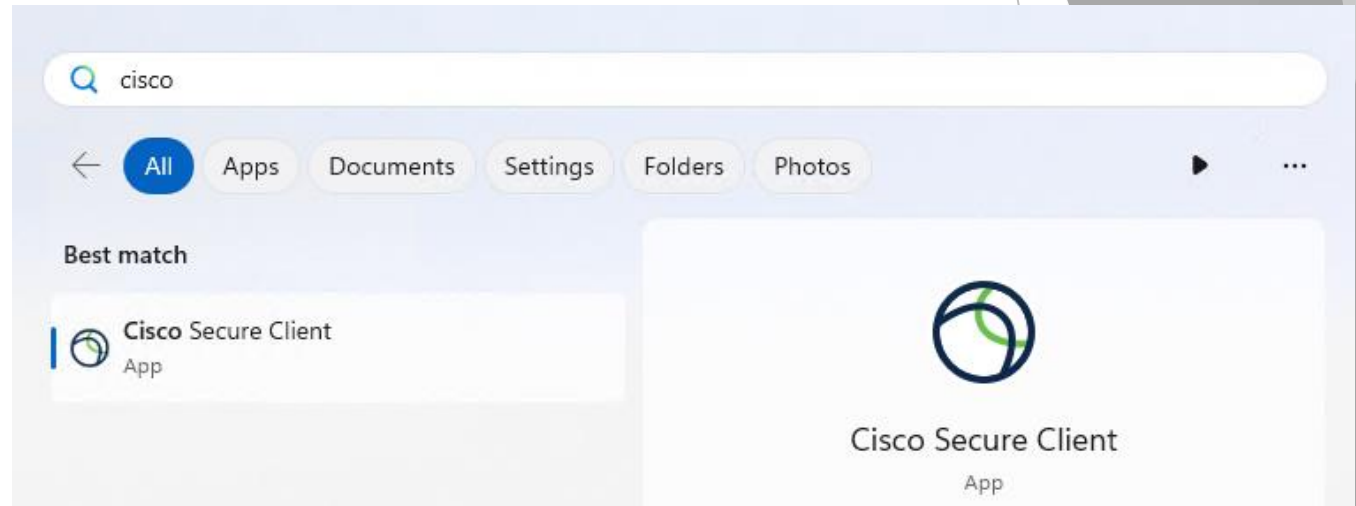 cisco
All Apps Documents Settings Folders Photos ...
Best match
Cisco Secure Client
App
Cisco Secure Client
App